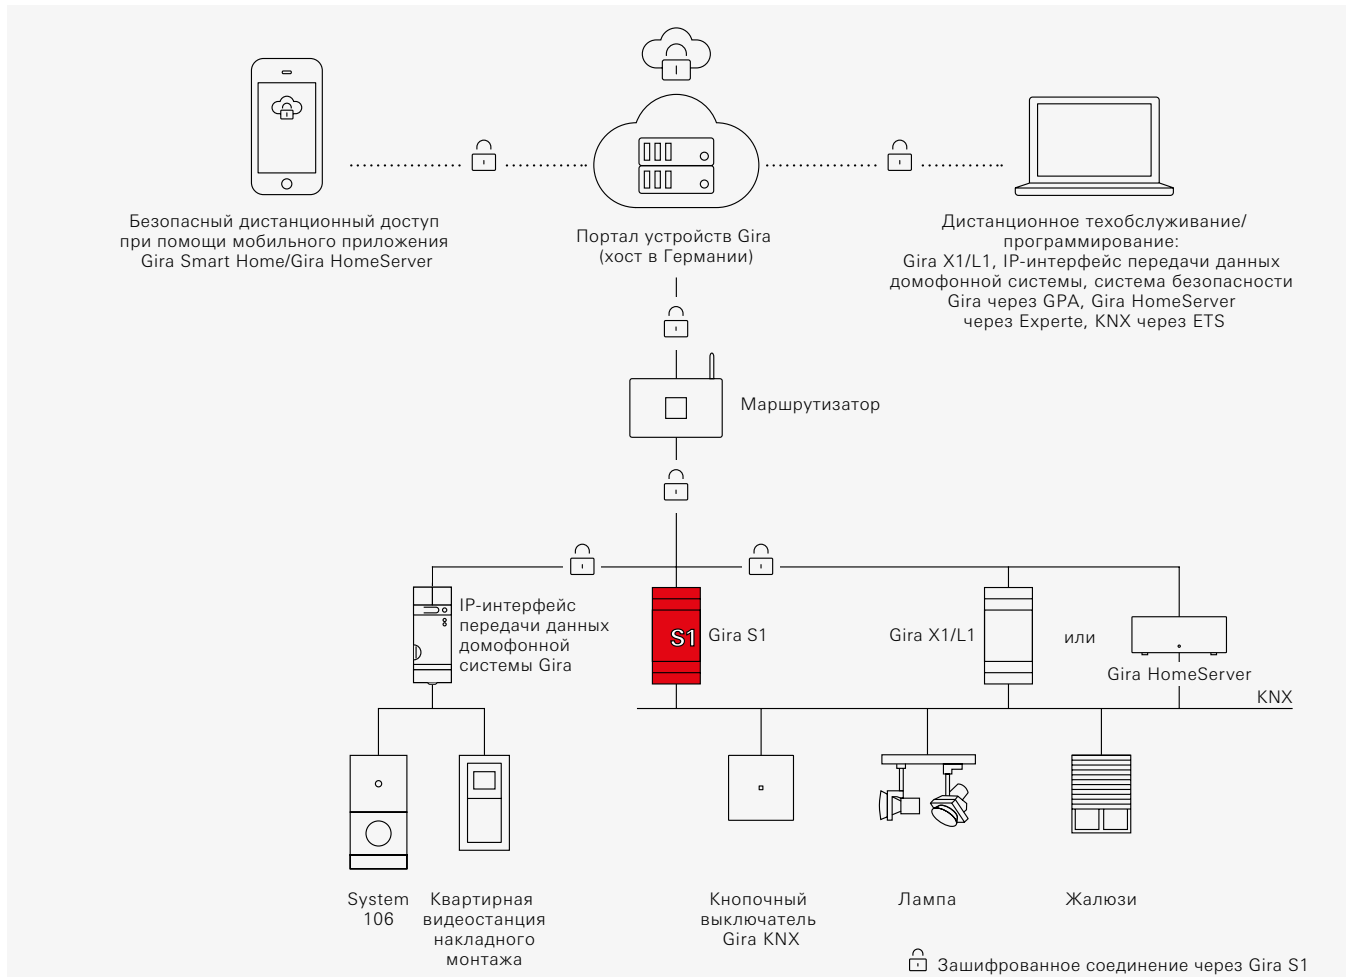 Безопасный дистанционный доступ
при помощи мобильного приложения
Gira Smart Home/Gira HomeServer
Портал устройств Gira
(хост в Германии)
Дистанционное техобслуживание/
программирование:
Gira X1/L1, IP-интерфейс передачи данных
домофонной системы, система безопасности
Gira через GPA, Gira HomeServer
через Experte, KNX через ETS
Маршрутизатор
IP-интерфейс
передачи данных
домофонной
системы Gira
S1
Gira S1
Gira X1/L1
или
Gira HomeServer
KNX
System
106
Квартирная
видеостанция
накладного
монтажа
Кнопочный
выключатель
Gira KNX
Лампа
Жалюзи
Зашифрованное соединение через Gira S1